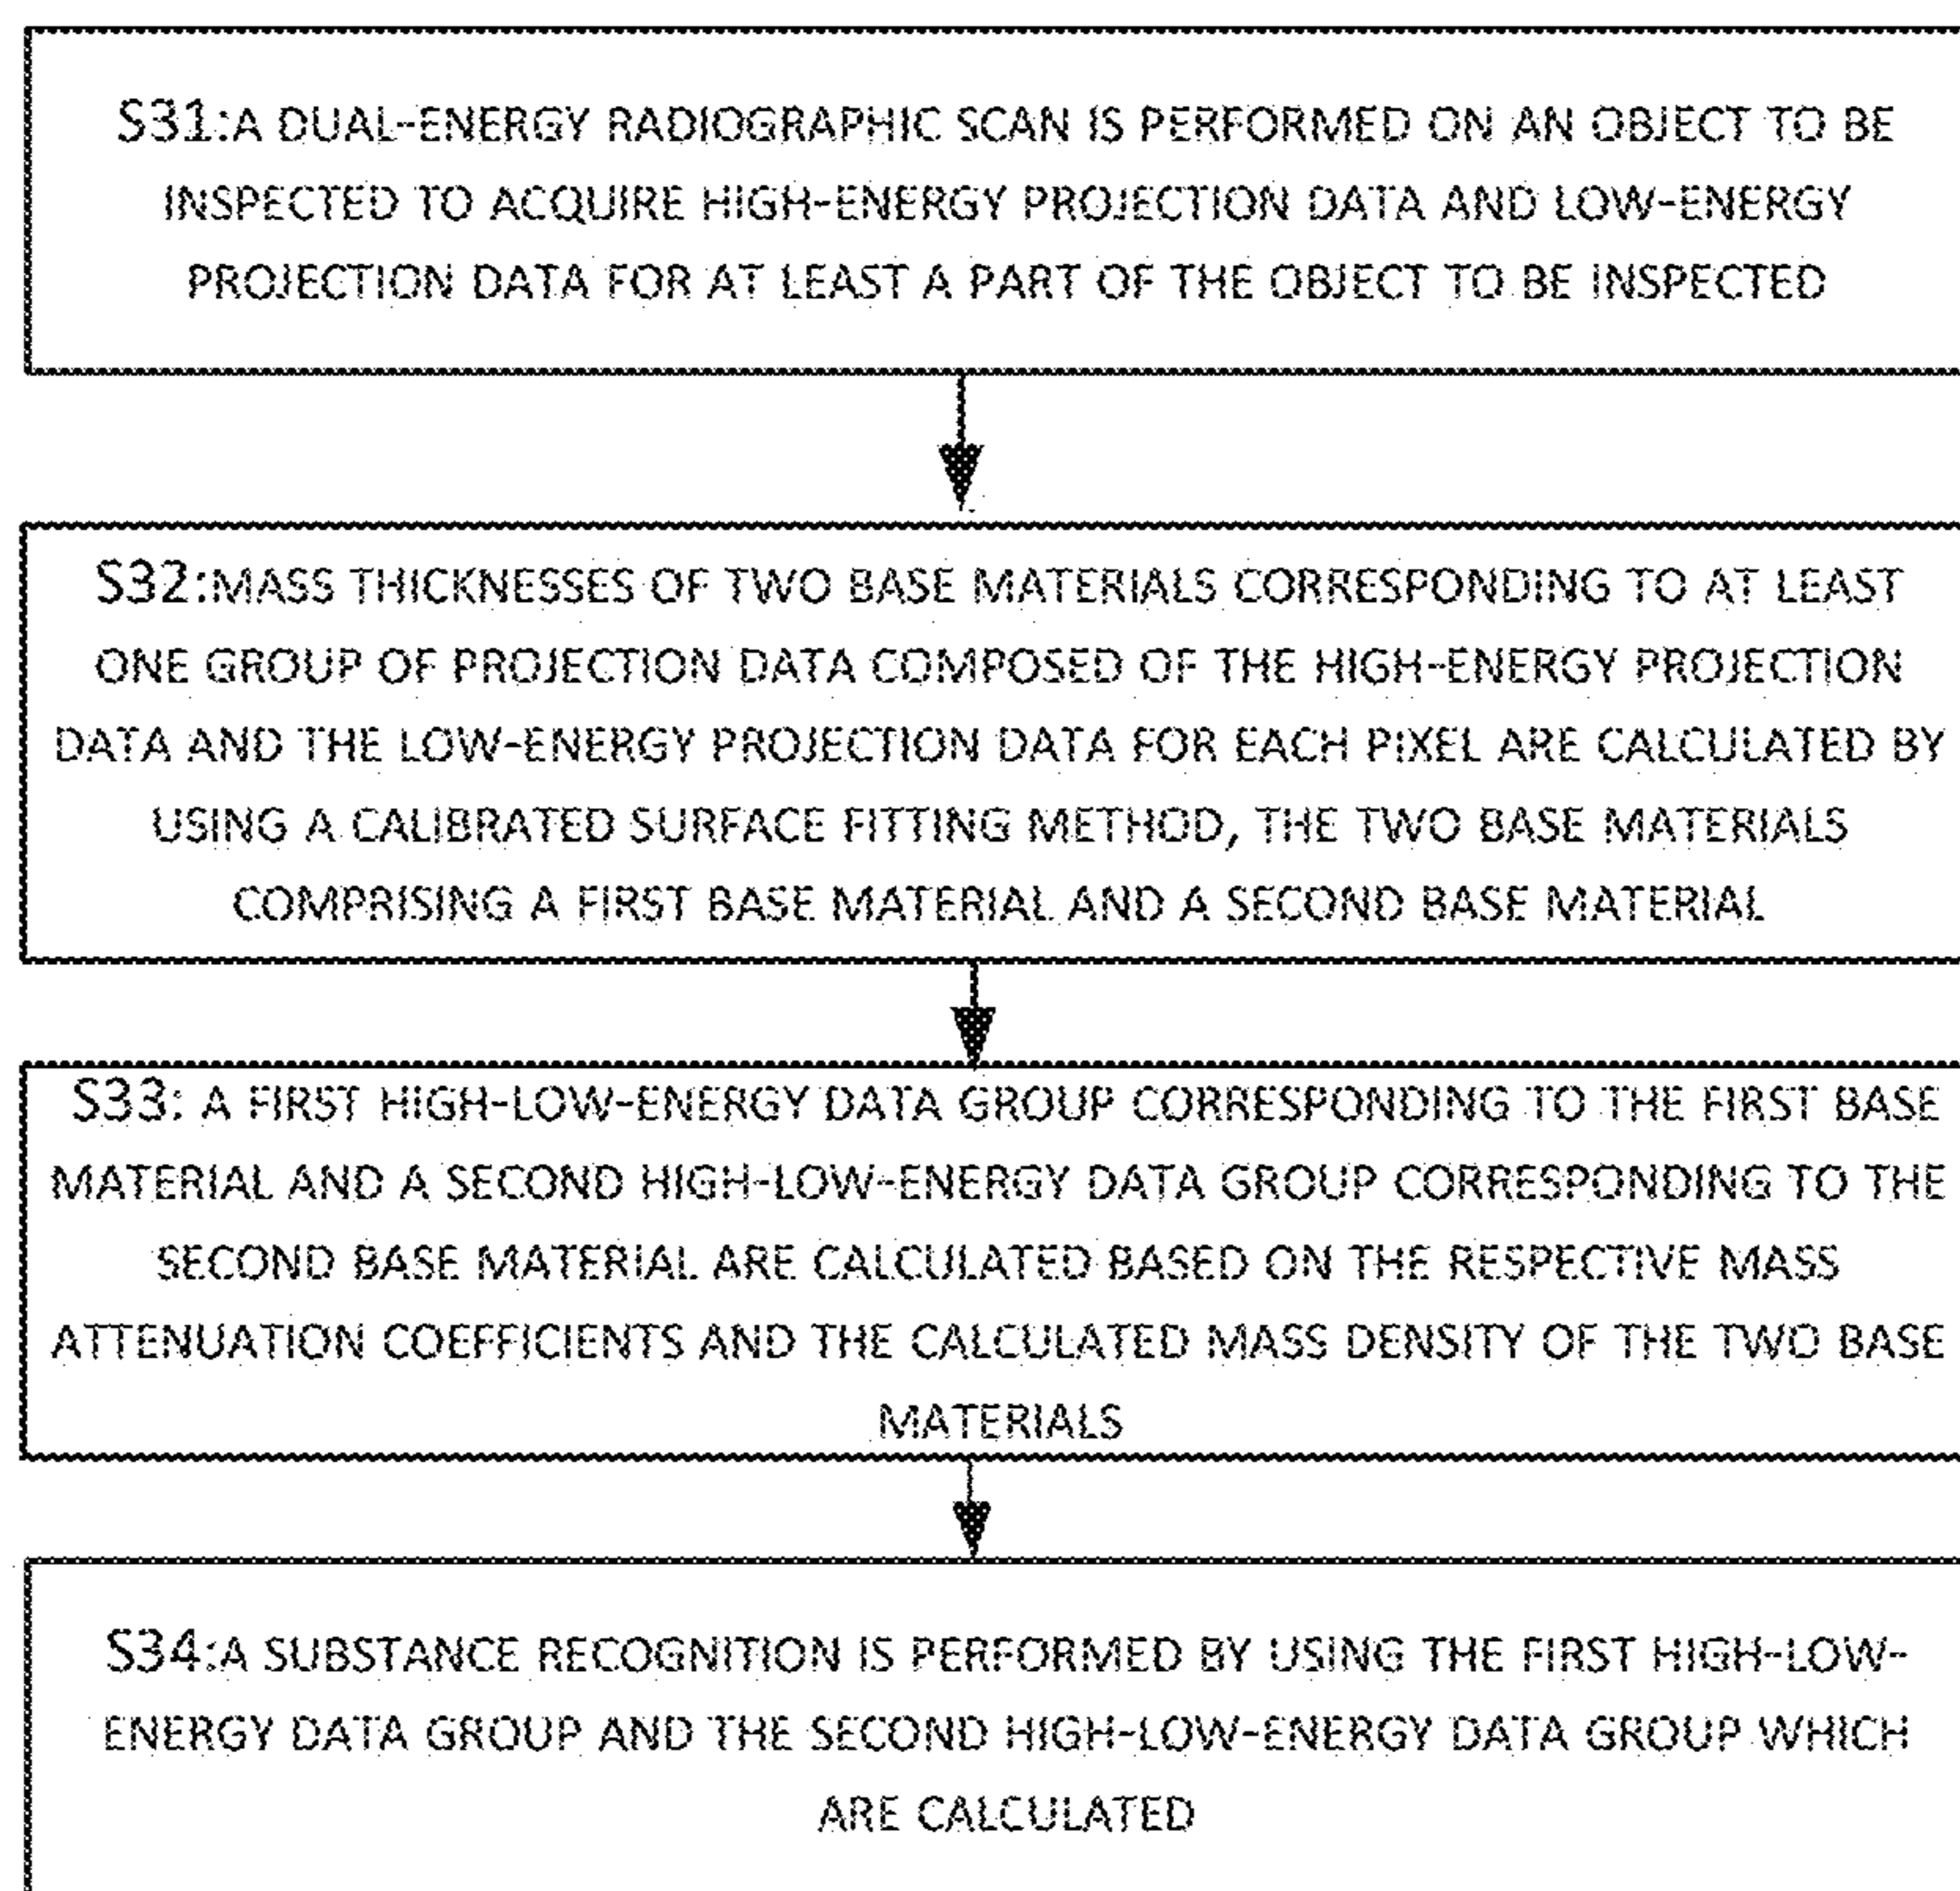 S31:A DUAL-ENERGY RADIOGRAPHIC SCAN IS PERFORMED ON AN OBJECT TO BE
INSPECTED TO ACQUIRE HIGH-ENERGY PROJECTION DATA AND LOW-ENERGY
PROJECTION DATA FOR AT LEAST A PART OF THE OBJECT TO BE INSPECTED
S32:MASS THICKNESSES OF TWO BASE MATERIALS CORRESPONDING TO AT LEAST
ONE GROUP OF PROJECTION DATA COMPOSED OF THE HIGH-ENERGY PROJECTION
DATA AND THE LOW-ENERGY PROJECTION DATA FOR EACH PIXEL ARE CALCULATED BY
USING A CALIBRATED SURFACE FITTING METHOD, THE TWO BASE MATERIALS
COMPRISING A FIRST BASE MATERIAL AND A SECOND BASE MATERIAL
S33: A FIRST HIGH-LOW-ENERGY DATA GROUP CORRESPONDING TO THE FIRST BASE
MATERIAL AND A SECOND HIGH-LOW-ENERGY DATA GROUP CORRESPONDING TO THE
SECOND BASE MATERIAL ARE CALCULATED BASED ON THE RESPECTIVE MASS
ATTENUATION COEFFICIENTS AND THE CALCULATED MASS DENSITY OF THE TWO BASE
MATERIALS
S34:A SUBSTANCE RECOGNITION IS PERFORMED BY USING THE FIRST HIGH-LOW-
ENERGY DATA GROUP AND THE SECOND HIGH-LOW-ENERGY DATA GROUP WHICH
ARE CALCULATED